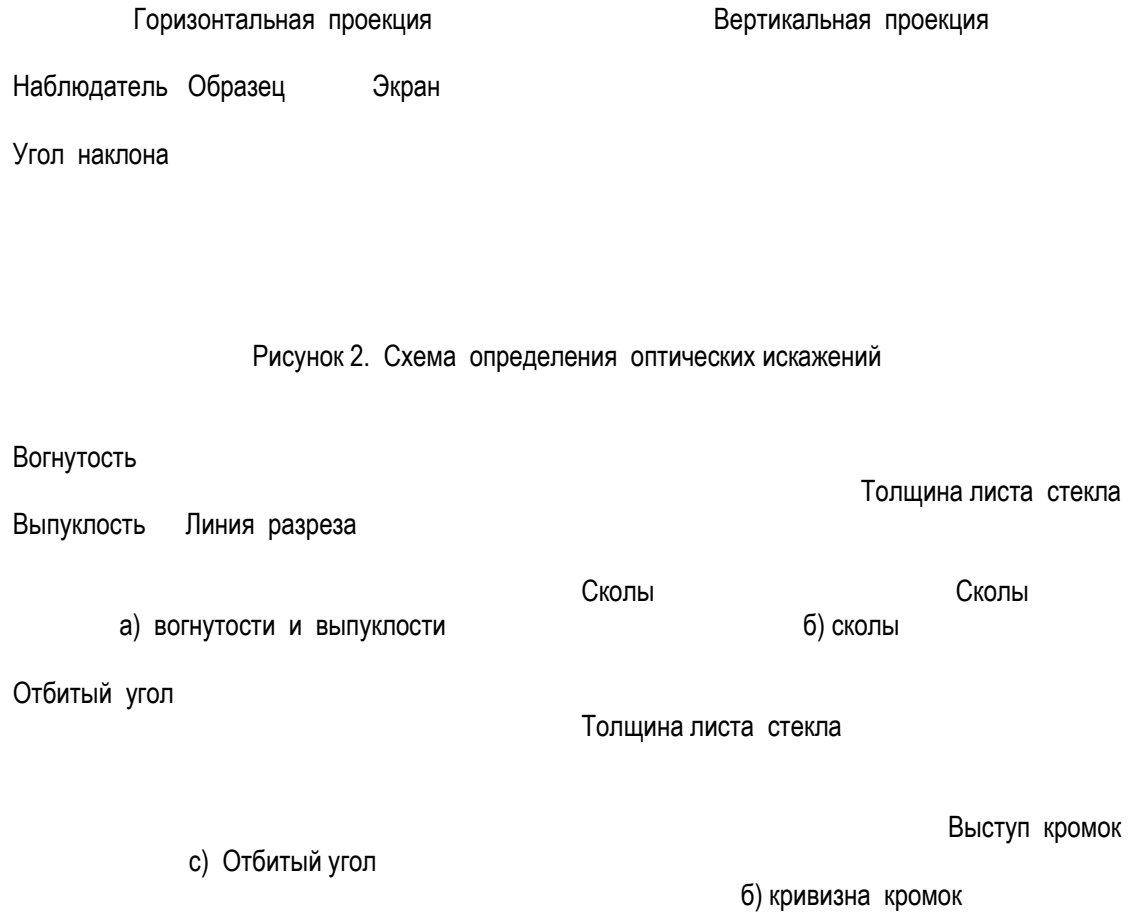 Горизонтальная проекция Вертикальная проекция
Наблюдатель Образец Экран
Угол наклона
Рисунок 2. Схема определения оптических искажений
Вогнутость
Толщина листа стекла
Выпуклость Линия разреза
Сколы Сколы
а) вогнутости и выпуклости б) сколы
Отбитый угол
Толщина листа стекла
Выступ кромок
с) Отбитый угол
б) кривизна кромок